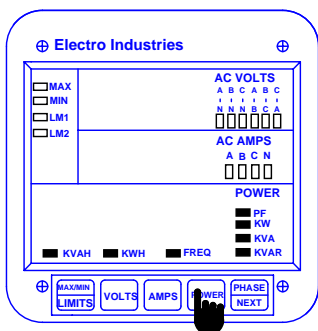 Electro Industries
MAX
MIN
LM1
LM2
AC VOLTS
A B C A B C
- - - - - -
N N N B C A
AC AMPS
A B C N
POWER
PF
KW
KVA
KVAR
KVAH KWH FREQ
MAX/MIN
LIMITS
VOLTS
AMPS
POWER
PHASE
NEXT